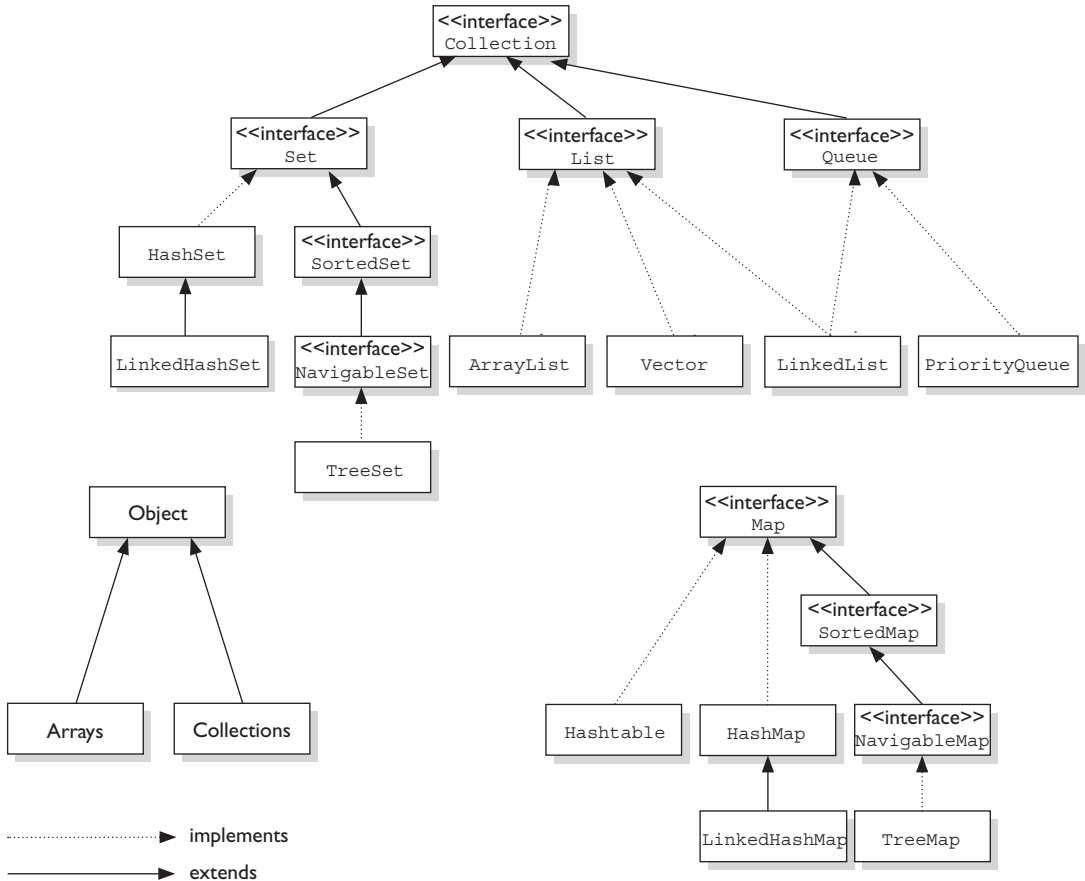 <<interface>>
Collection
<<interface>>
Set
<<interface>>
List
<<interface>>
Queue
HashSet
<<interface>>
SortedSet
LinkedHashSet
<<interface>>
NavigableSet
ArrayList
Vector
LinkedList
PriorityQueue
TreeSet
Object
<<interface>>
Map
<<interface>>
SortedMap
Arrays
Collections
Hashtable
HashMap
<<interface>>
NavigableMap
LinkedHashMap
TreeMap
implements
extends